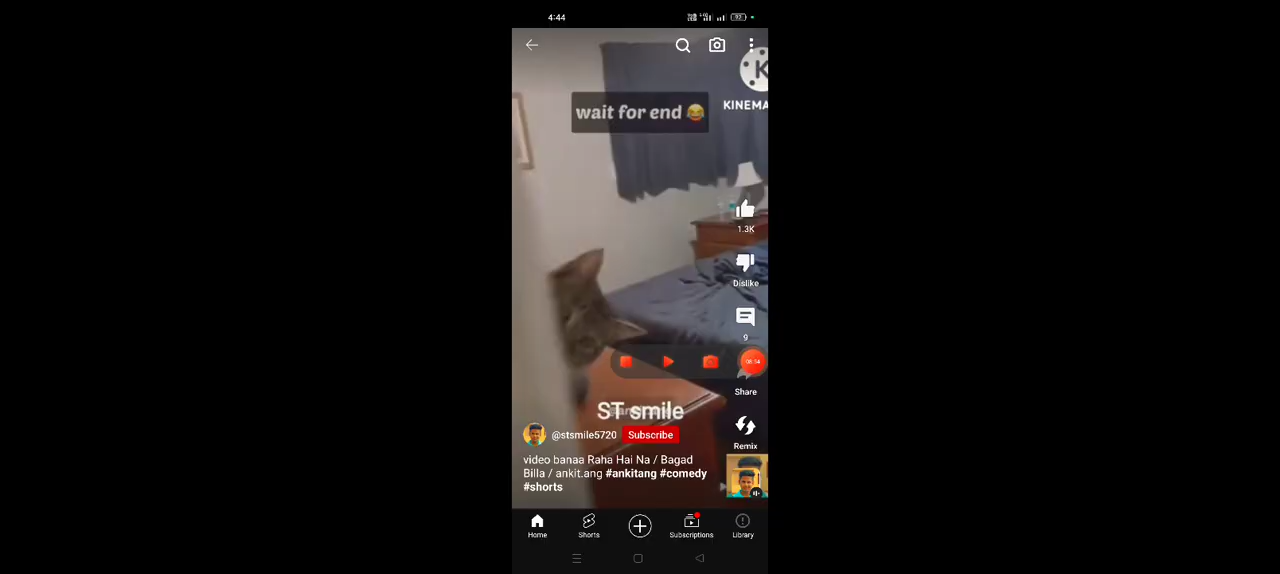 4:44
wait for end 😂
KINEMA
1.3K
Dislike
9
Share
ST smile
@stsmile5720
Subscribe
Remix
video banaa Raha Hai Na / Bagad
Billa / ankit.ang #ankitang #comedy
#shorts
Home
Shorts
Subscriptions
Library